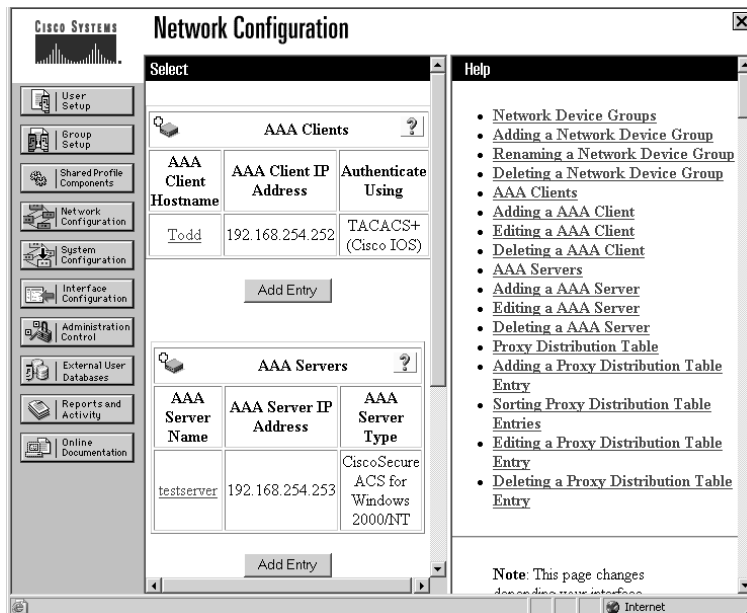 CISCO SYSTEMS
Network Configuration
User
Setup
Group
Setup
Shared Profile
Components
Network
Configuration
System
Configuration
Interface
Configuration
Administration
Control
External User
Databases
Reports and
Activity
Online
Documentation
Select
AAA Clients
?
AAA
Client
Hostname
AAA Client IP
Address
Authenticate
Using
Todd
192.168.254.252
TACACS+
(Cisco IOS)
Add Entry
AAA Servers
?
AAA
Server
Name
AAA Server IP
Address
AAA
Server
Type
testserver
192.168.254.253
CiscoSecure
ACS for
Windows
2000/NT
Add Entry
Help
• Network Device Groups
• Adding a Network Device Group
• Renaming a Network Device Group
• Deleting a Network Device Group
• AAA Clients
• Adding a AAA Client
• Editing a AAA Client
• Deleting a AAA Client
• AAA Servers
• Adding a AAA Server
• Editing a AAA Server
• Deleting a AAA Server
• Proxy Distribution Table
• Adding a Proxy Distribution Table
Entry
• Sorting Proxy Distribution Table
Entries
• Editing a Proxy Distribution Table
Entry
• Deleting a Proxy Distribution Table
Entry
Note: This page changes
depending your interface
Internet